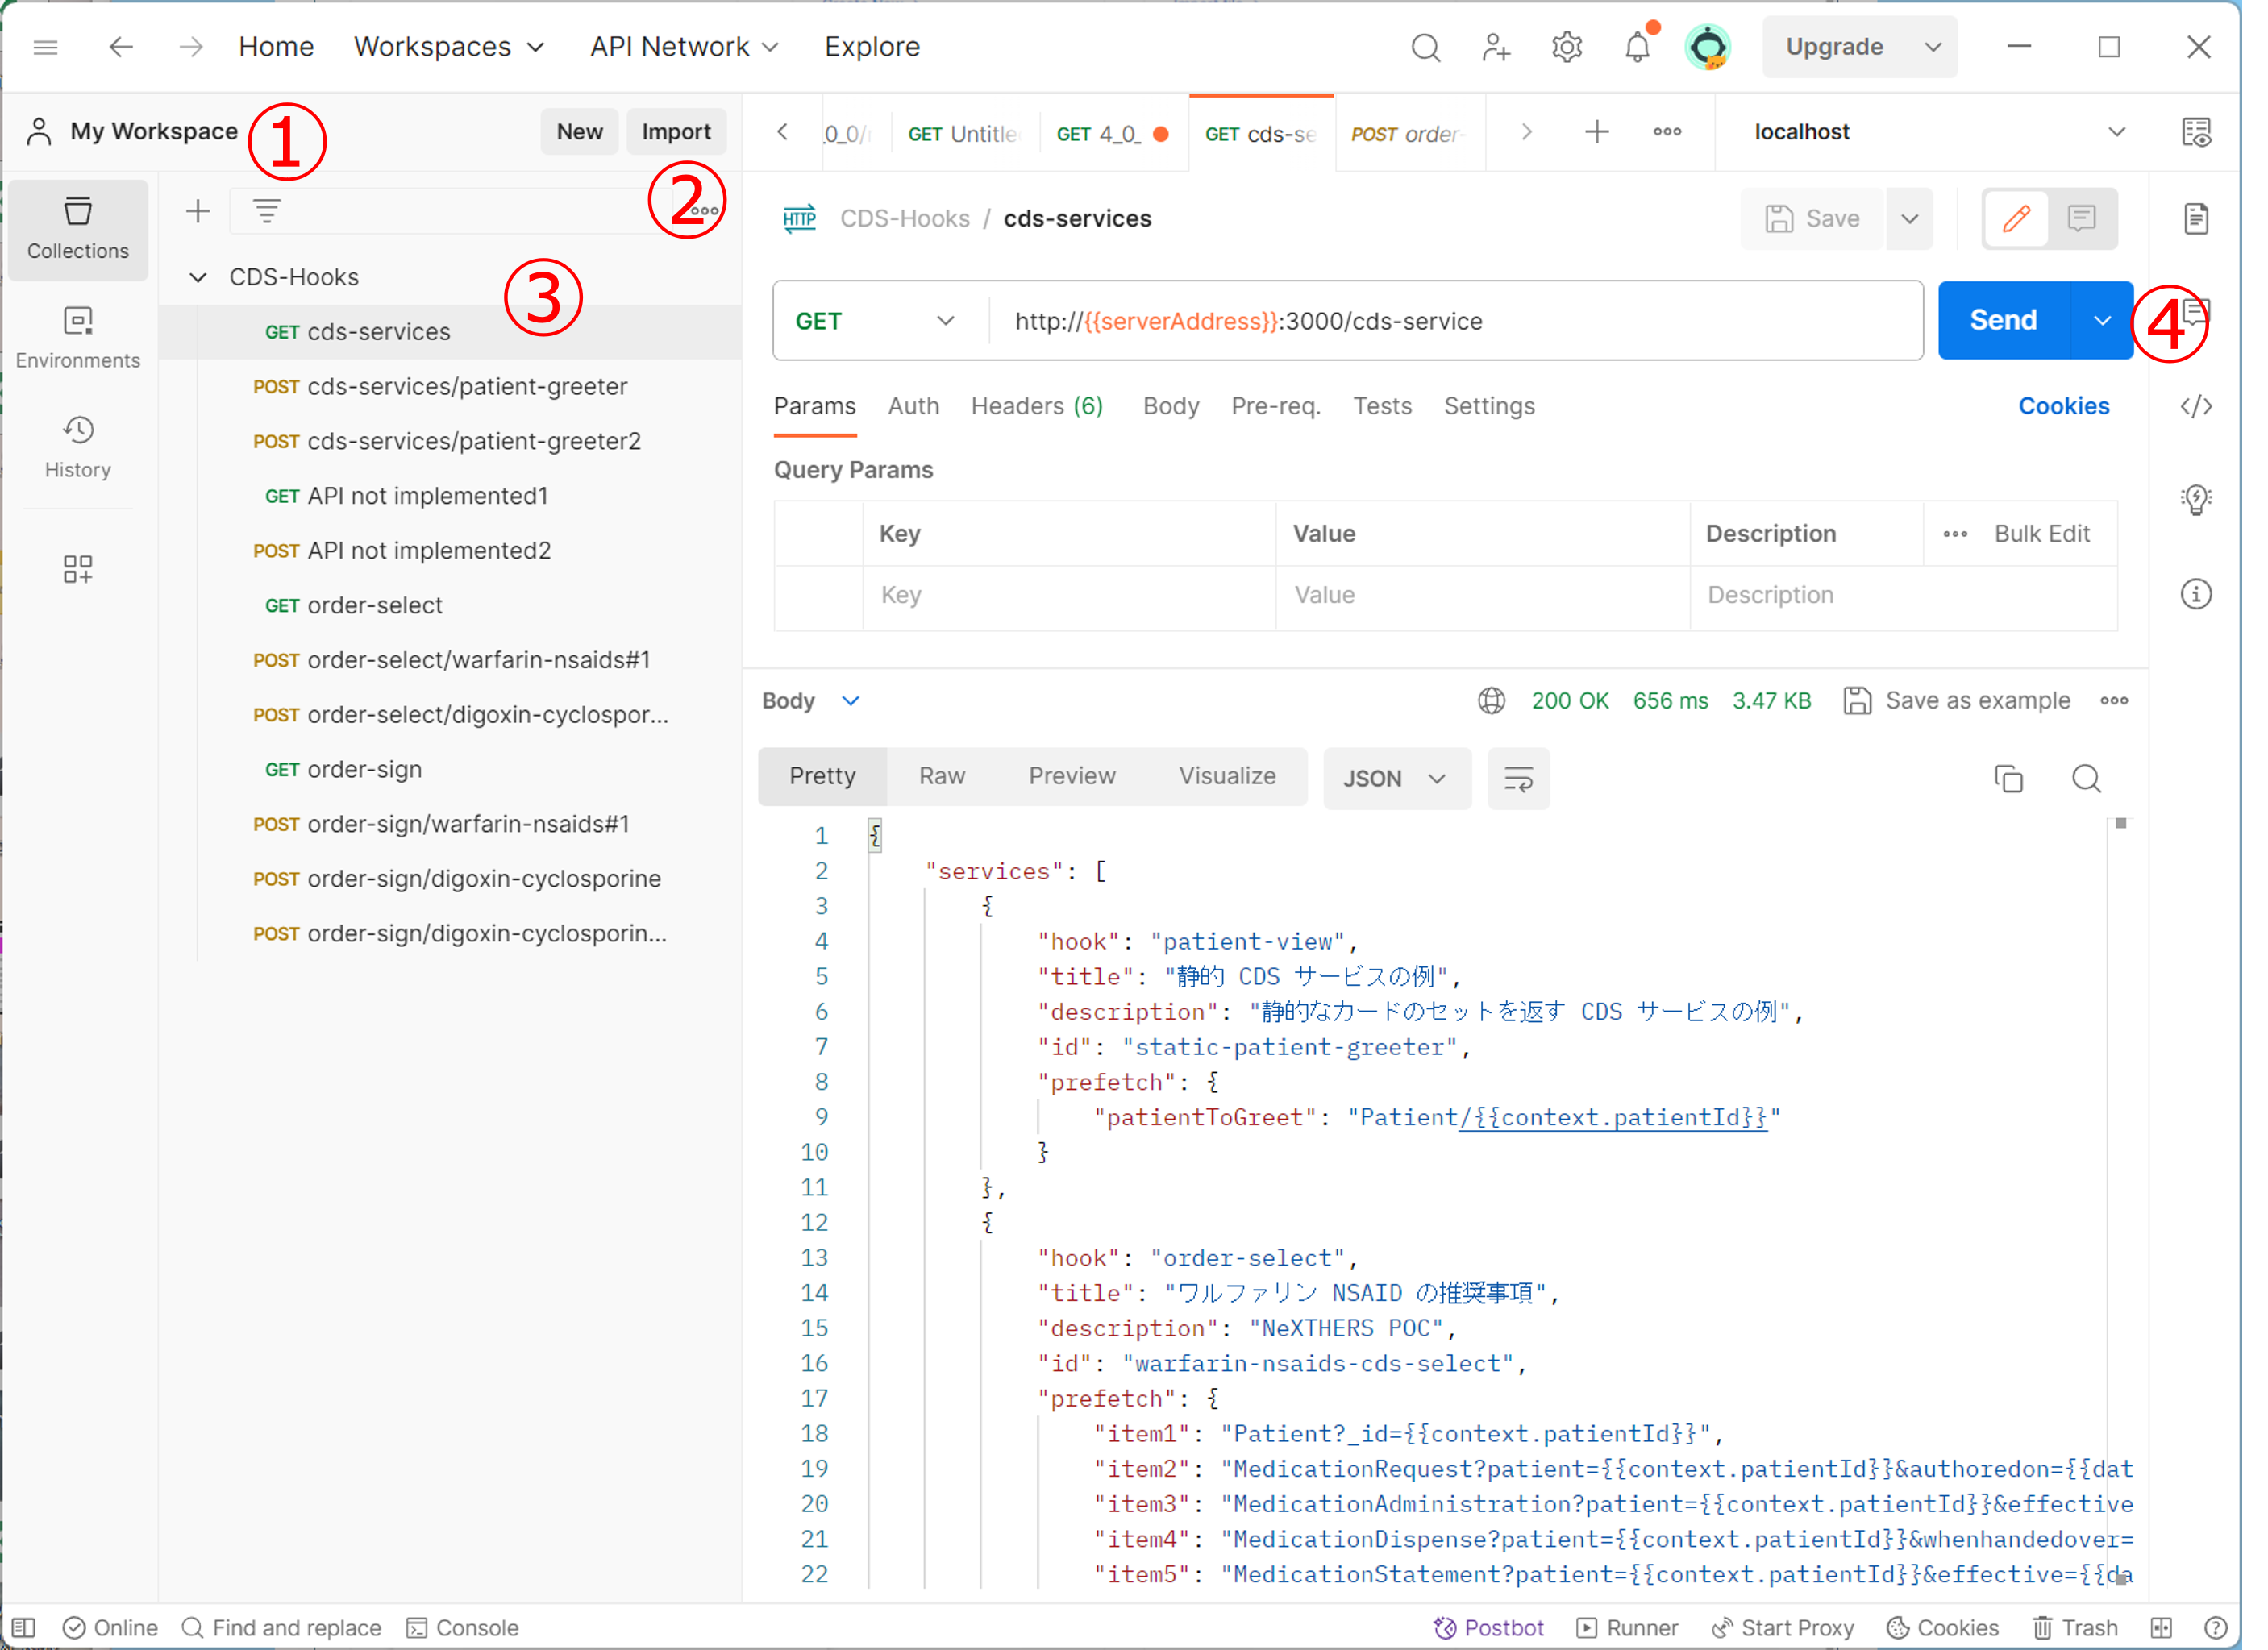 Home Workspaces API Network Explore Upgrade
My Workspace ① New Import
GET Untitle GET 4_0_ GET cds-se POST order- localhost
②
Collections
HTTP CDS-Hooks / cds-services Save
CDS-Hooks
③
GET cds-services
POST cds-services/patient-greeter
POST cds-services/patient-greeter2
GET API not implemented1
POST API not implemented2
GET order-select
POST order-select/warfarin-nsaids#1
POST order-select/digoxin-cyclospor...
GET order-sign
POST order-sign/warfarin-nsaids#1
POST order-sign/digoxin-cyclosporine
POST order-sign/digoxin-cyclosporin...
Environments
History
GET http://{{serverAddress}}:3000/cds-service Send ④
Params Auth Headers (6) Body Pre-req. Tests Settings Cookies
Query Params
Key Value Description Bulk Edit
Key Value Description
Body 200 OK 656 ms 3.47 KB Save as example
Pretty Raw Preview Visualize JSON
1 {
2 "services": [
3 {
4 "hook": "patient-view",
5 "title": "静的 CDS サービスの例",
6 "description": "静的なカードのセットを返す CDS サービスの例",
7 "id": "static-patient-greeter",
8 "prefetch": {
9 "patientToGreet": "Patient/{{context.patientId}}"
10 }
11 },
12 {
13 "hook": "order-select",
14 "title": "ワルファリン NSAID の推奨事項",
15 "description": "NeXTHERS POC",
16 "id": "warfarin-nsaids-cds-select",
17 "prefetch": {
18 "item1": "Patient?_id={{context.patientId}}",
19 "item2": "MedicationRequest?patient={{context.patientId}}&authoredon={{dat
20 "item3": "MedicationAdministration?patient={{context.patientId}}&effective
21 "item4": "MedicationDispense?patient={{context.patientId}}&whenhandedover=
22 "item5": "MedicationStatement?patient={{context.patientId}}&effective={{da
Online Find and replace Console Postbot Runner Start Proxy Cookies Trash